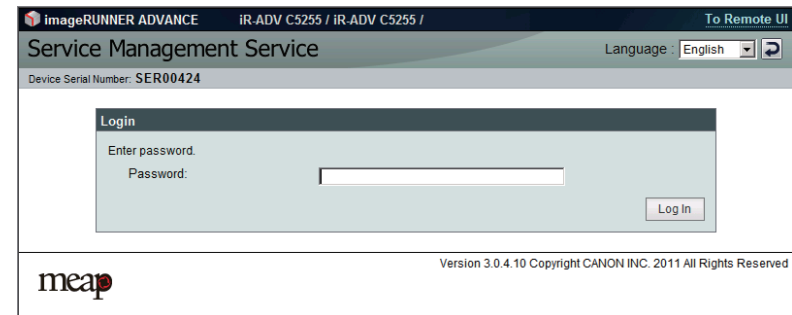 imageRUNNER ADVANCE iR-ADV C5255 / iR-ADV C5255 / To Remote UI
Service Management Service Language : English
Device Serial Number: SER00424
Login
Enter password.
Password:
Log In
Version 3.0.4.10 Copyright CANON INC. 2011 All Rights Reserved
meap